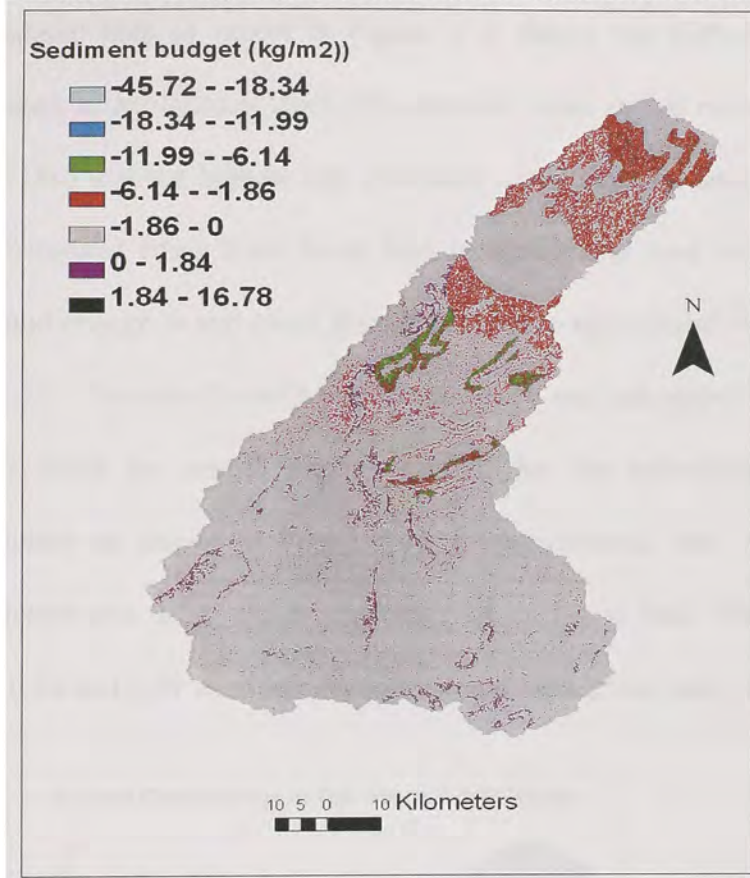 Sediment budget (kg/m2))
-45.72 - -18.34
-18.34 - -11.99
-11.99 - -6.14
-6.14 - -1.86
-1.86 - 0
0 - 1.84
1.84 - 16.78
N
10 5 0 10 Kilometers